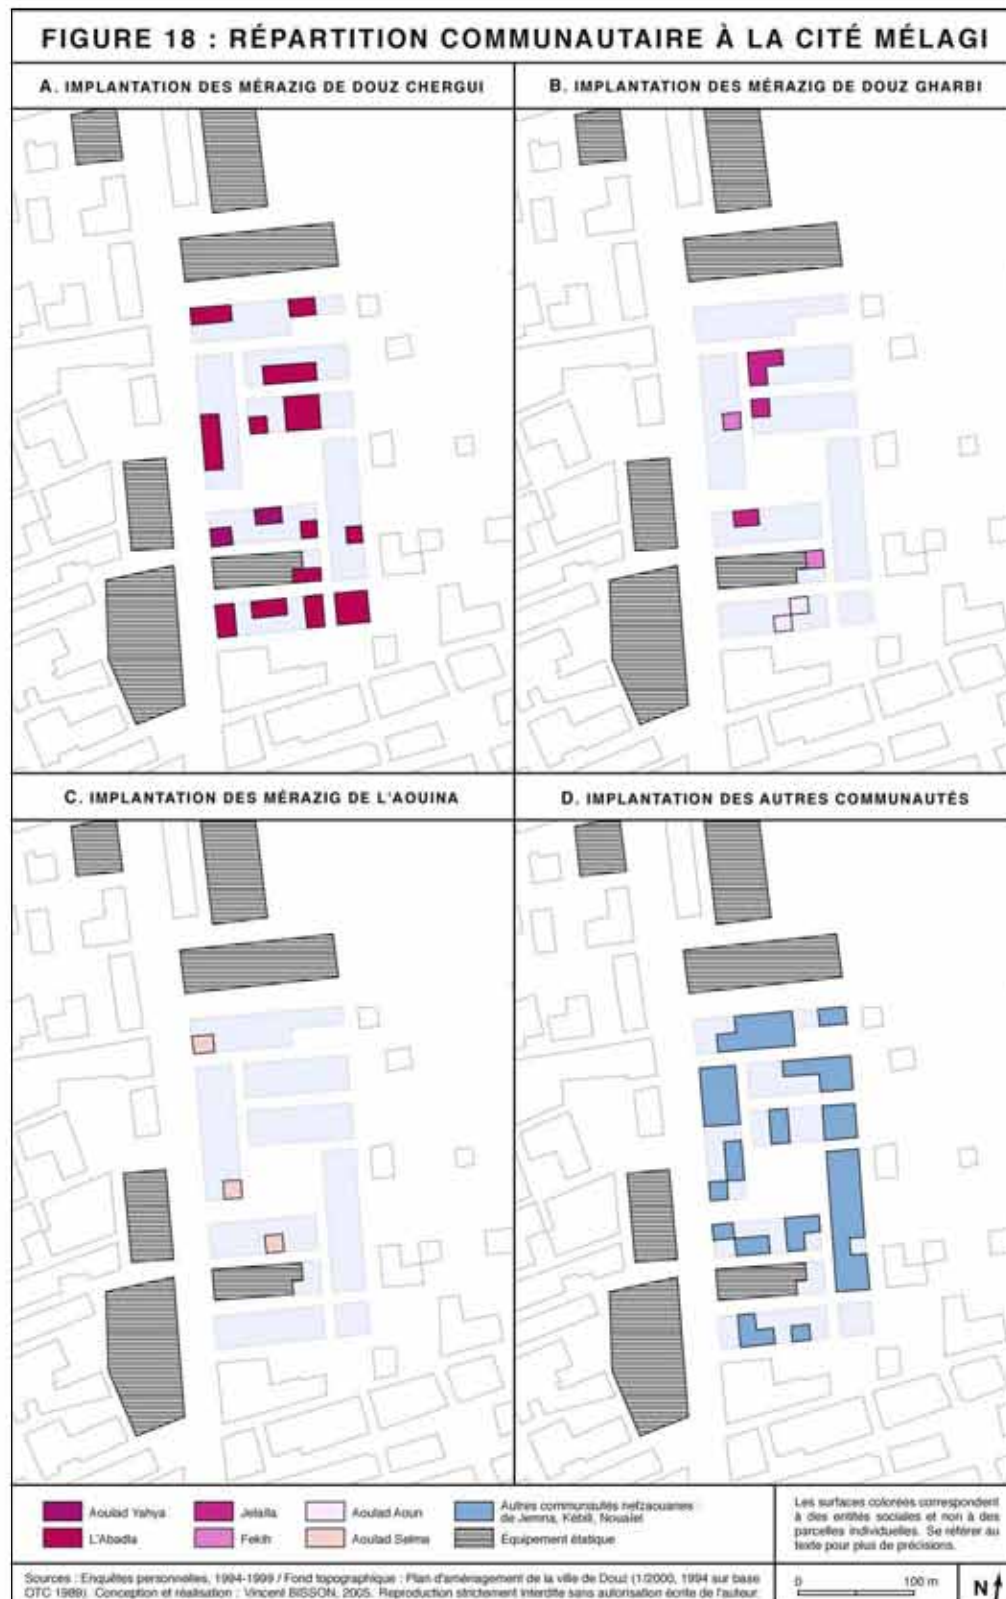 FIGURE 18 : RÉPARTITION COMMUNAUTAIRE À LA CITÉ MÉLAGI
A. IMPLANTATION DES MÉRAZIG DE DOUZ CHERGUI
B. IMPLANTATION DES MÉRAZIG DE DOUZ GHARBI
C. IMPLANTATION DES MÉRAZIG DE L'AOUINA
D. IMPLANTATION DES AUTRES COMMUNAUTÉS
Aoulad Yahya
L'Abadla
Jelaïla
Fekih
Aoulad Aoun
Aoulad Selma
Autres communautés nefzaouanes
de Jemna, Kébili, Nouaïel
Équipement étatique
Les surfaces colorées correspondent
à des entités sociales et non à des
parcelles individuelles. Se référer au
texte pour plus de précisions.
Sources : Enquêtes personnelles, 1994-1999 / Fond topographique : Plan d'aménagement de la ville de Douz (1/2000, 1994 sur base
OTC 1989). Conception et réalisation : Vincent BISSON, 2005. Reproduction strictement interdite sans autorisation écrite de l'auteur.
0 100 m
N